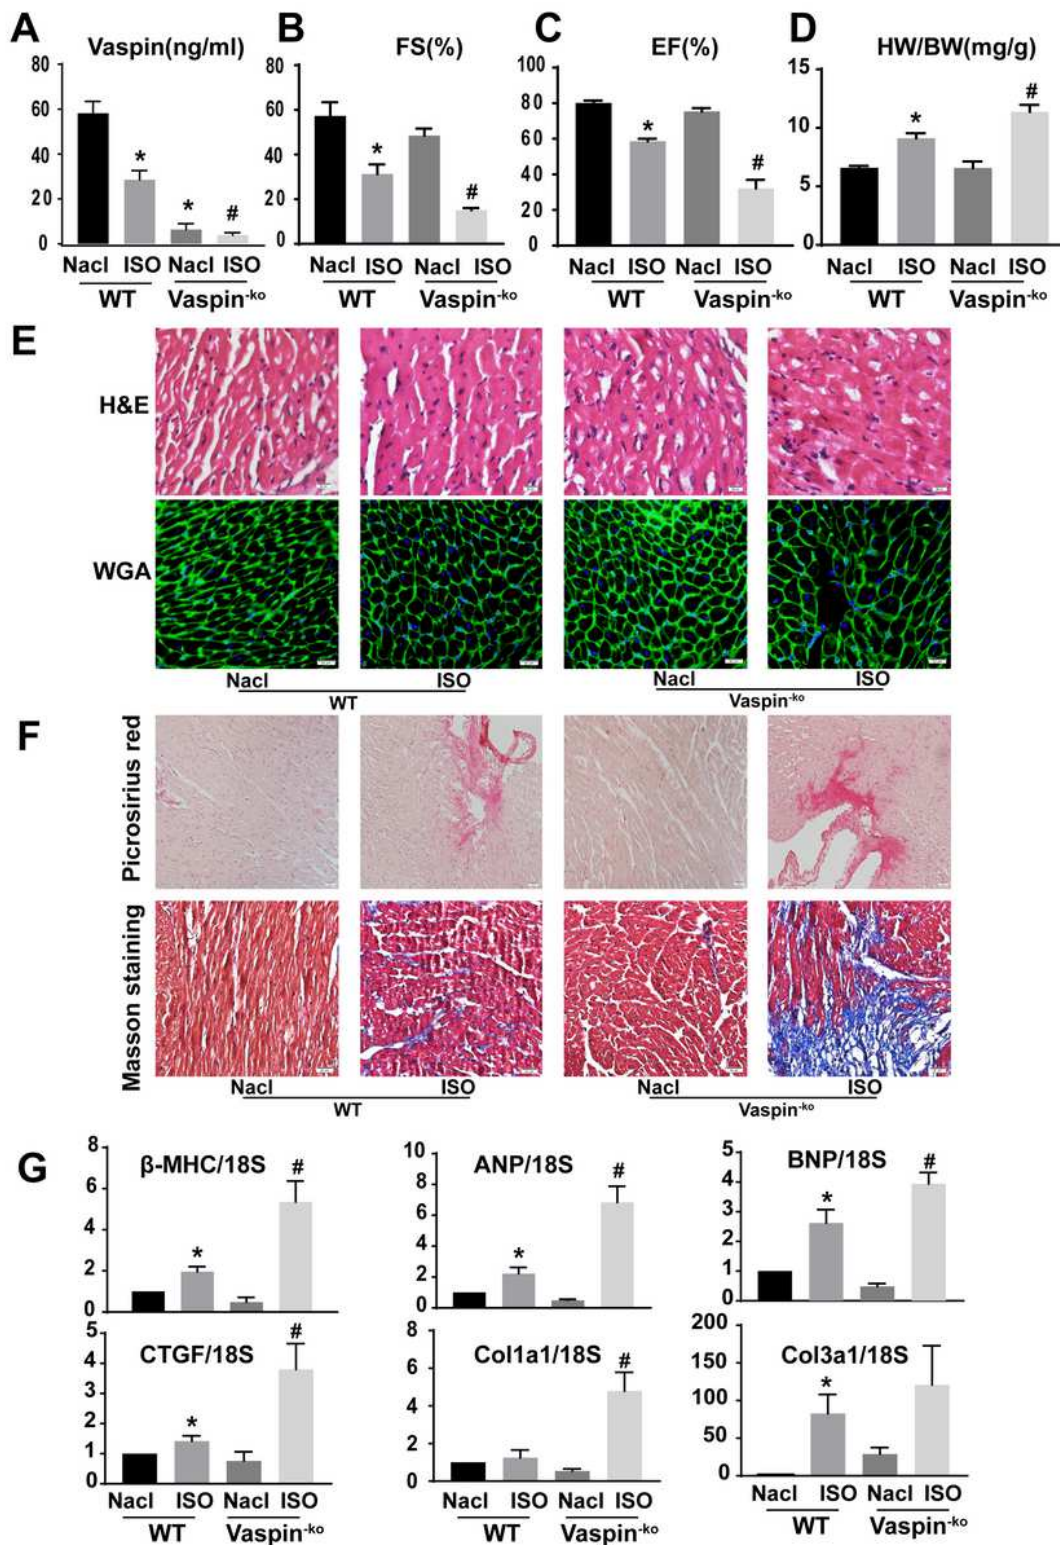 A Vaspin(ng/ml)
80
60
40
20
0
*
*
#
Nacl ISO Nacl ISO
WT Vaspin-ko
B FS(%)
80
60
40
20
0
*
#
Nacl ISO Nacl ISO
WT Vaspin-ko
C EF(%)
100
80
60
40
20
0
*
#
Nacl ISO Nacl ISO
WT Vaspin-ko
D HW/BW(mg/g)
15
10
5
0
*
#
Nacl ISO Nacl ISO
WT Vaspin-ko
E
H&E
WGA
Nacl ISO Nacl ISO
WT Vaspin-ko
F
Picrosirius red
Masson staining
Nacl ISO Nacl ISO
WT Vaspin-ko
G
β-MHC/18S
8
6
4
2
0
*
#
ANP/18S
10
8
6
4
2
0
*
#
BNP/18S
5
4
3
2
1
0
*
#
CTGF/18S
5
4
3
2
1
0
*
#
Nacl ISO Nacl ISO
WT Vaspin-ko
Col1a1/18S
8
6
4
2
0
#
Nacl ISO Nacl ISO
WT Vaspin-ko
Col3a1/18S
200
150
100
50
0
*
Nacl ISO Nacl ISO
WT Vaspin-ko